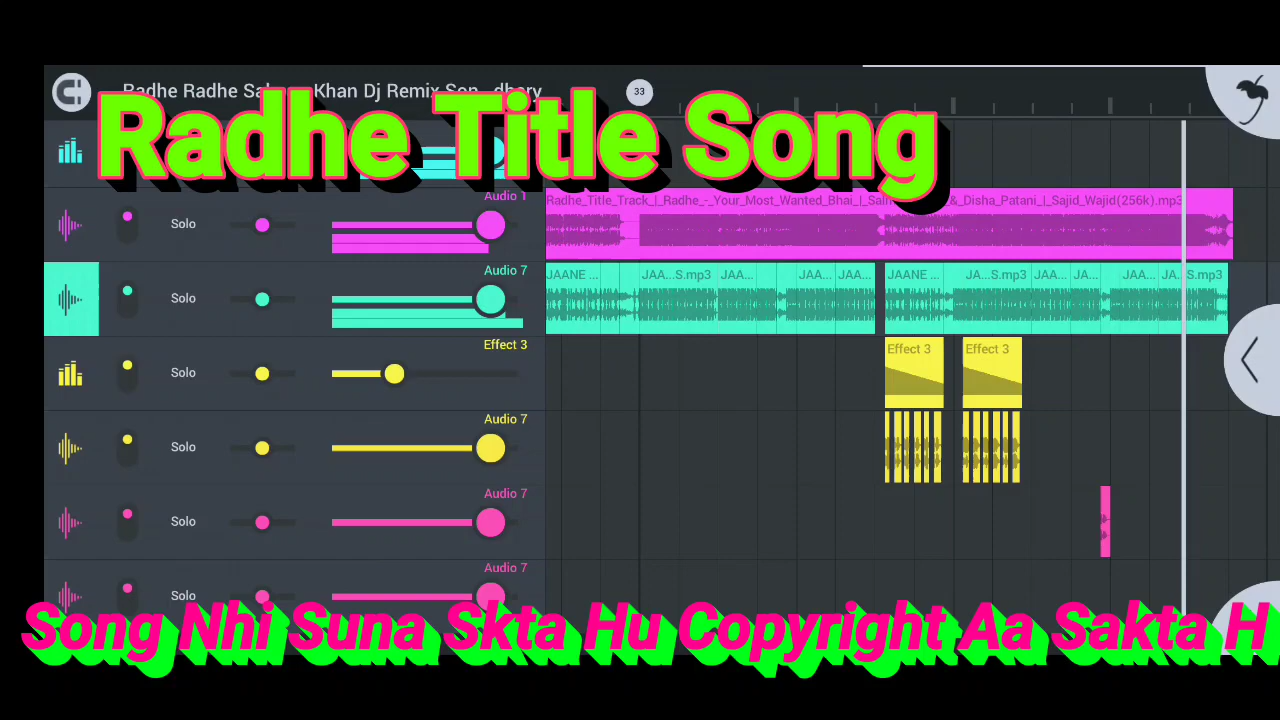 Radhe Radhe Sal Khan Dj Remix Son dhary
33
Radhe Title Song
Audio 1
Solo
Radhe_Title_Track_|_Radhe_-_Your_Most_Wanted_Bhai_|_Sal & Disha_Patani_|_Sajid_Wajid(256k).mp3
Audio 7
Solo
JAANE ... JAA...S.mp3 JAA... JAA... JAA... JAANE ... JA...S.mp3 JAA... JA... JAA... JA... S.mp3
Effect 3
Solo
Effect 3 Effect 3
Audio 7
Solo
Audio 7
Solo
Audio 7
Solo
Song Nhi Suna Skta Hu Copyright Aa Sakta H